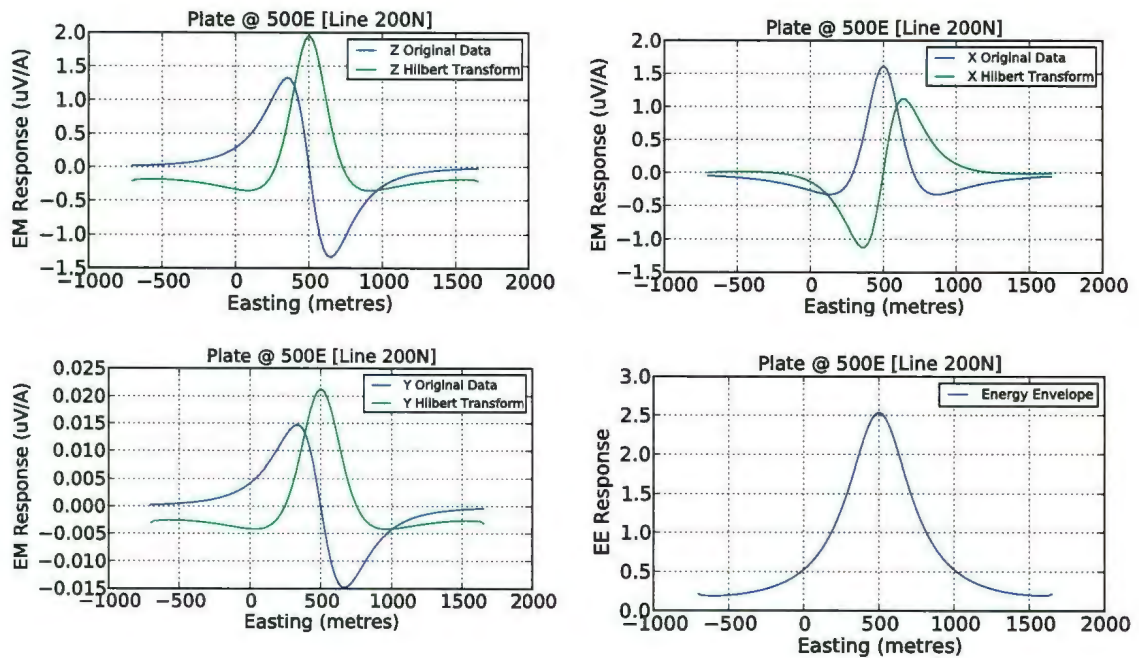 Plate @ 500E [Line 200N]
2.0
1.5
1.0
0.5
0.0
−0.5
−1.0
−1.5
EM Response (uV/A)
Z Original Data
Z Hilbert Transform
−1000 −500 0 500 1000 1500 2000
Easting (metres)
Plate @ 500E [Line 200N]
2.0
1.5
1.0
0.5
0.0
−0.5
−1.0
−1.5
EM Response (uV/A)
X Original Data
X Hilbert Transform
−1000 −500 0 500 1000 1500 2000
Easting (metres)
Plate @ 500E [Line 200N]
0.025
0.020
0.015
0.010
0.005
0.000
−0.005
−0.010
−0.015
EM Response (uV/A)
Y Original Data
Y Hilbert Transform
−1000 −500 0 500 1000 1500 2000
Easting (metres)
Plate @ 500E [Line 200N]
3.0
2.5
2.0
1.5
1.0
0.5
0.0
EE Response
Energy Envelope
−1000 −500 0 500 1000 1500 2000
Easting (metres)